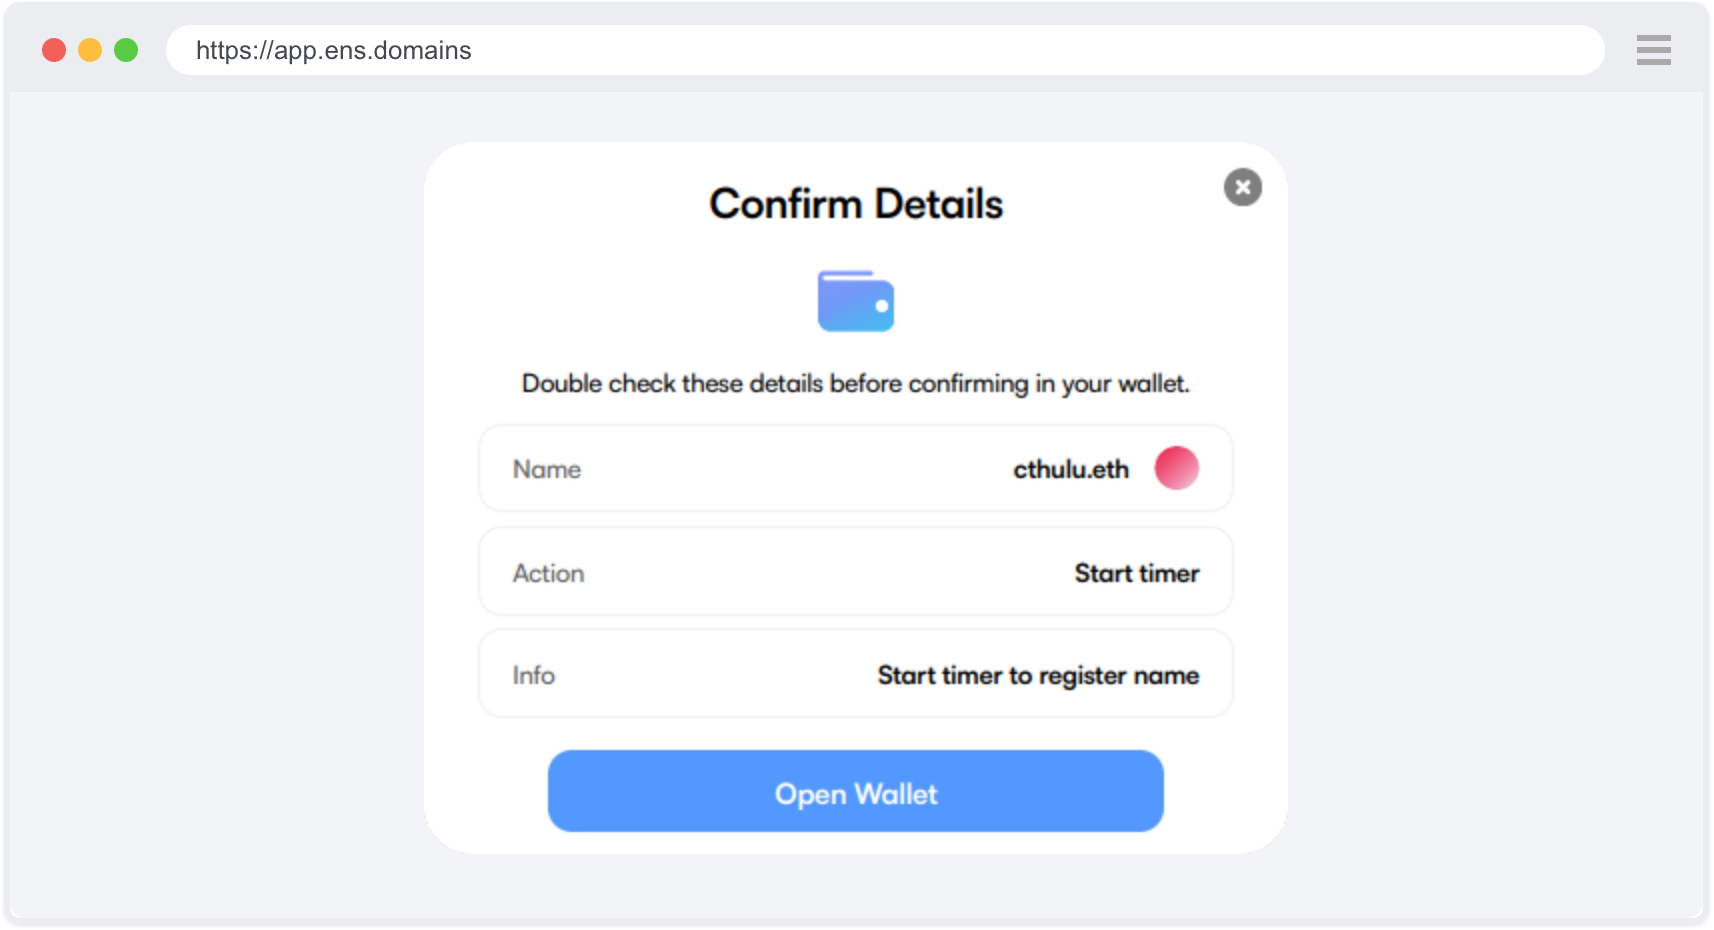 https://app.ens.domains
Confirm Details
Double check these details before confirming in your wallet.
Name cthulu.eth
Action Start timer
Info Start timer to register name
Open Wallet